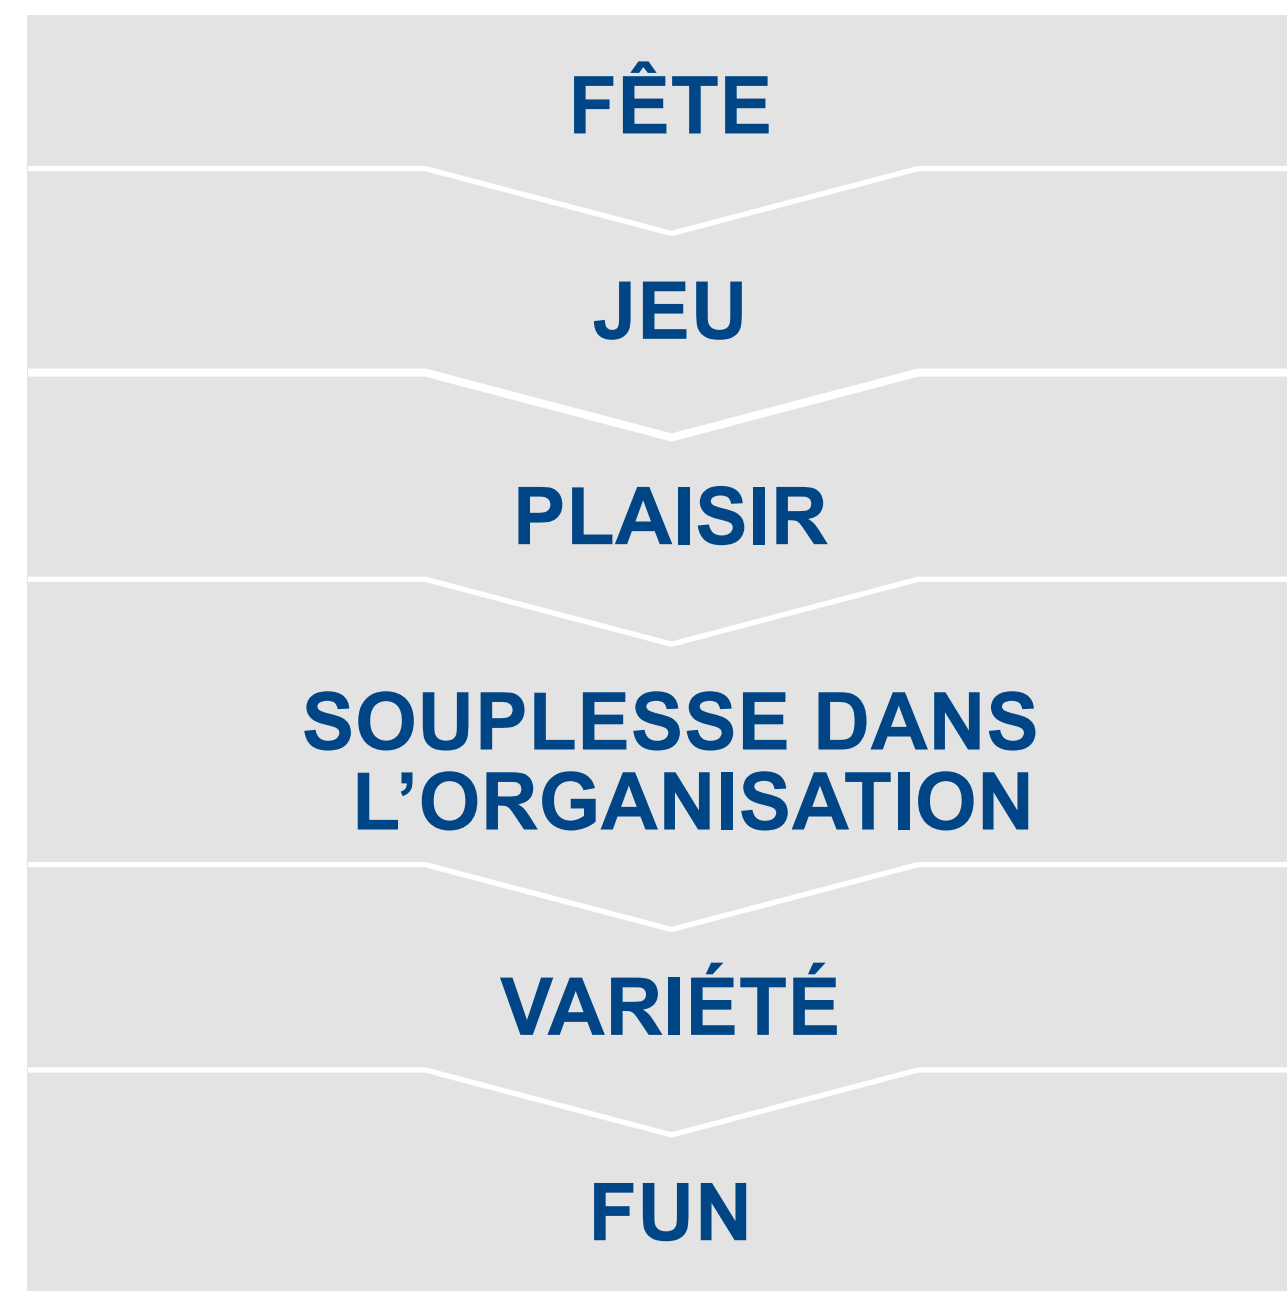 FÊTE
JEU
PLAISIR
SOUPLESSE DANS
L’ORGANISATION
VARIÉTÉ
FUN